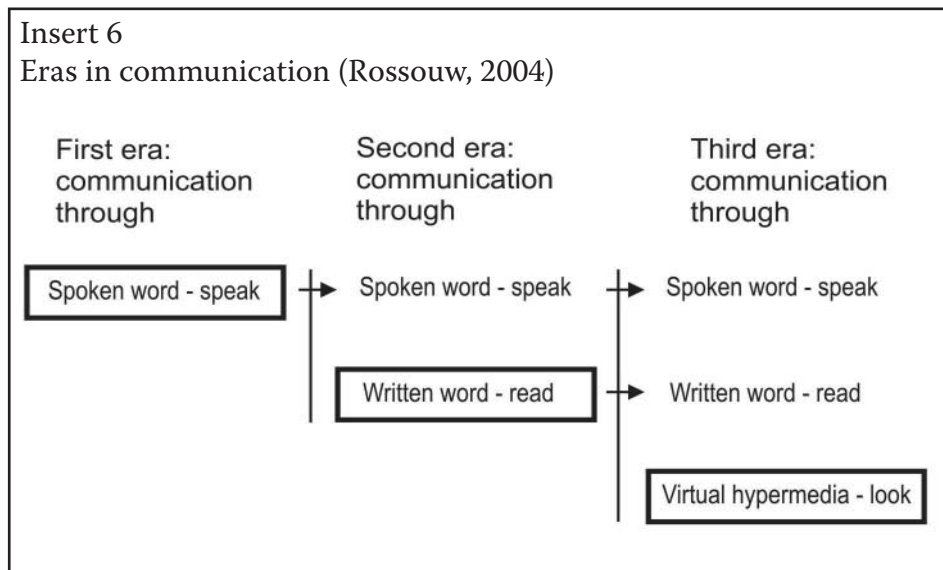 Insert 6
Eras in communication (Rossouw, 2004)
First era:
communication
through
Second era:
communication
through
Third era:
communication
through
Spoken word - speak
Spoken word - speak
Spoken word - speak
Written word - read
Written word - read
Virtual hypermedia - look